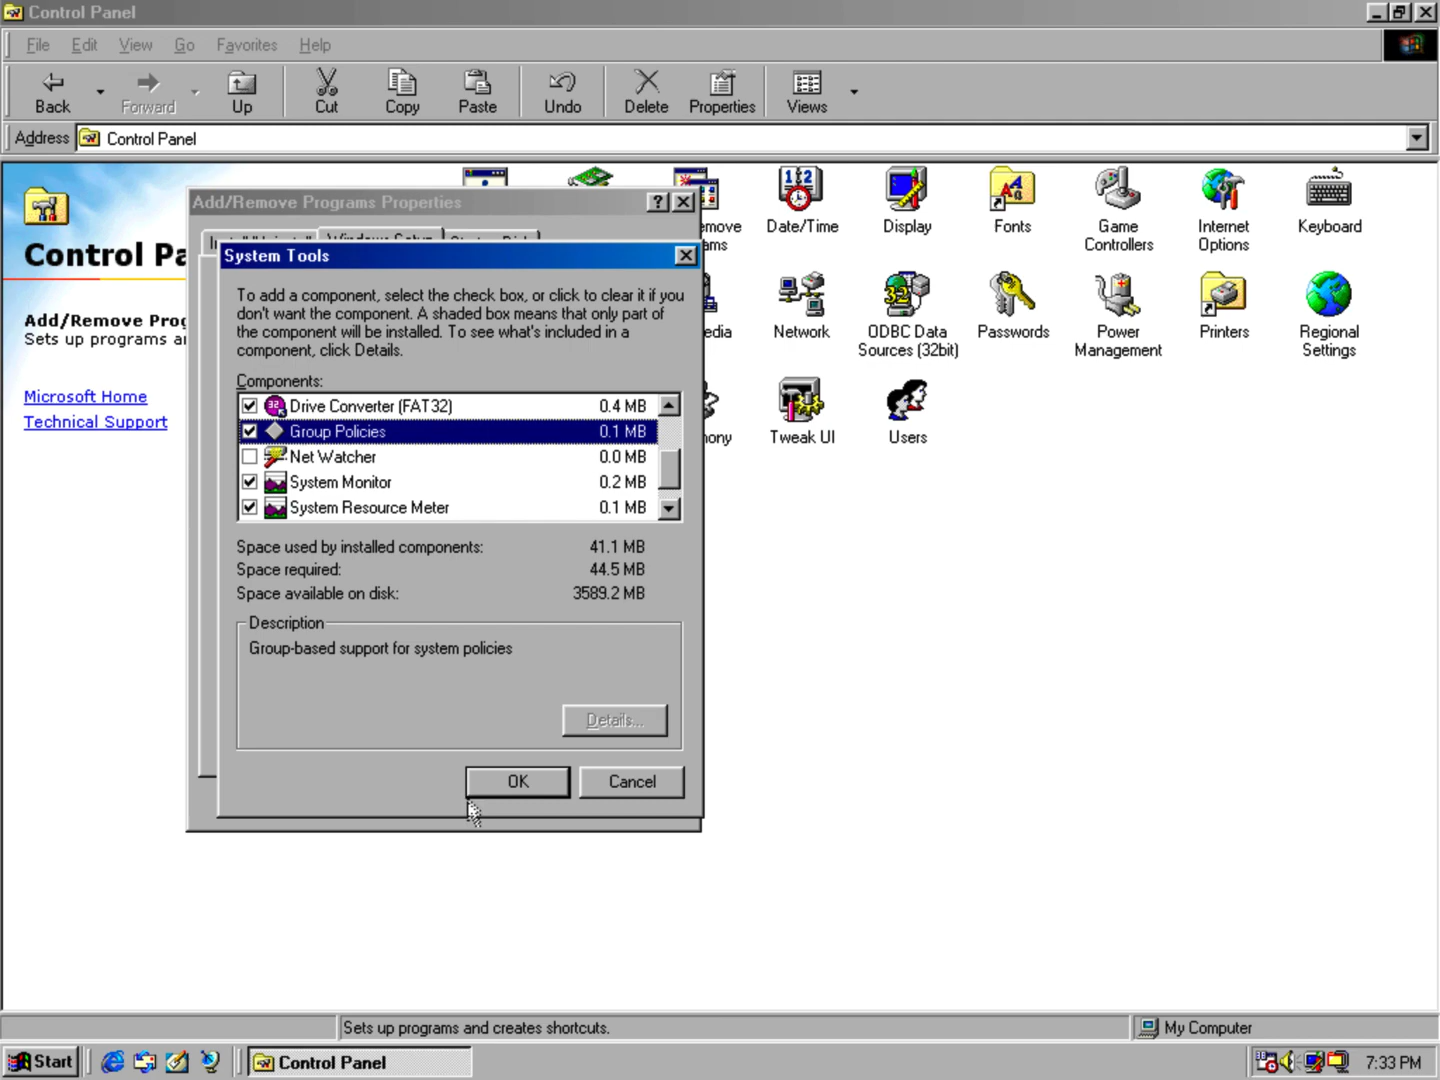 Control Panel
File Edit View Go Favorites Help
Back Forward Up Cut Copy Paste Undo Delete Properties Views
Address Control Panel
Control Pa
Add/Remove Prog
Sets up programs a
Microsoft Home
Technical Support
Add/Remove Programs Properties
Windows Setup
System Tools
To add a component, select the check box, or click to clear it if you
don't want the component. A shaded box means that only part of
the component will be installed. To see what's included in a
component, click Details.
Components:
Drive Converter (FAT32) 0.4 MB
Group Policies 0.1 MB
Net Watcher 0.0 MB
System Monitor 0.2 MB
System Resource Meter 0.1 MB
Space used by installed components: 41.1 MB
Space required: 44.5 MB
Space available on disk: 3589.2 MB
Description
Group-based support for system policies
Details...
OK Cancel
emove
ams
Date/Time
Display
Fonts
Game
Controllers
Internet
Options
Keyboard
edia
Network
ODBC Data
Sources (32bit)
Passwords
Power
Management
Printers
Regional
Settings
hony
Tweak UI
Users
Sets up programs and creates shortcuts.
My Computer
Start
Control Panel
7:33 PM